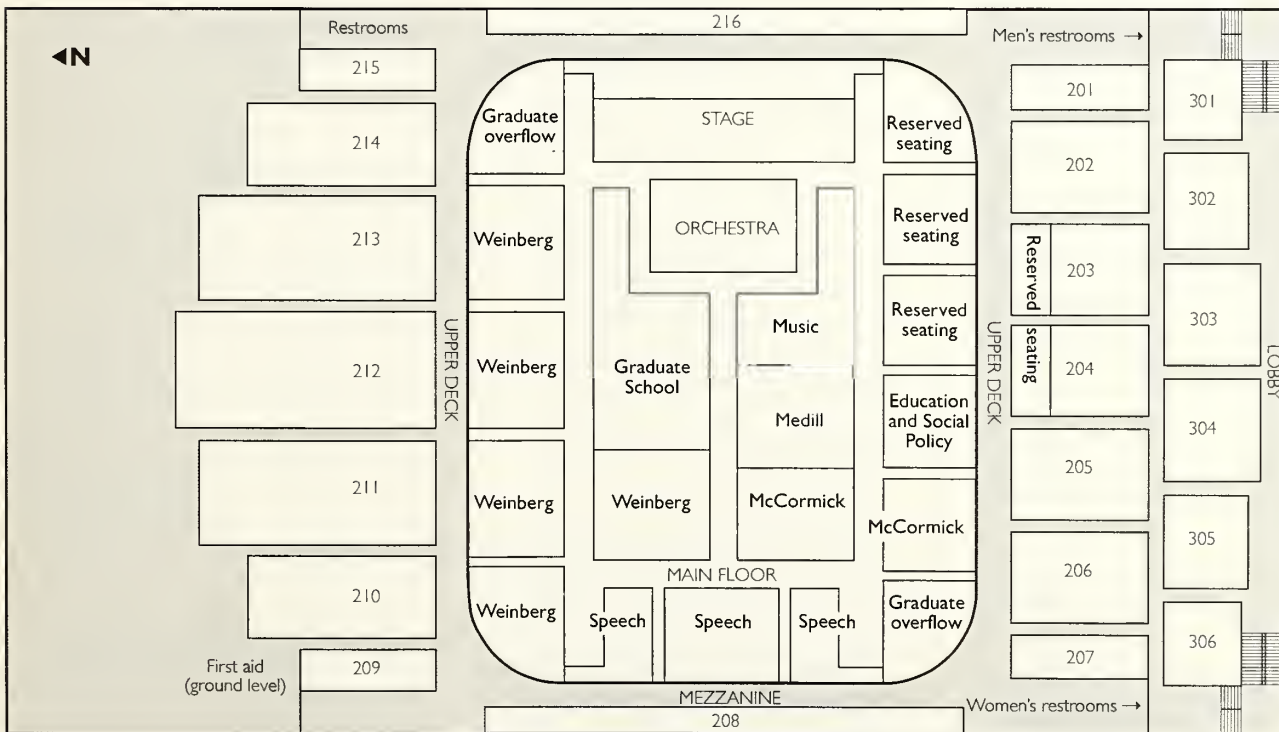 Restrooms
216
Men's restrooms →
◄N
215
201
301
Graduate
overflow
STAGE
Reserved
seating
214
202
302
213
Weinberg
ORCHESTRA
Reserved
seating
Reserved
203
303
UPPER DECK
212
Weinberg
Graduate
School
Music
Reserved
seating
UPPER DECK
seating
204
LOBBY
Medill
Education
and Social
Policy
304
211
Weinberg
Weinberg
McCormick
205
McCormick
305
MAIN FLOOR
210
Weinberg
Speech
Speech
Speech
Graduate
overflow
206
306
First aid
(ground level)
209
207
MEZZANINE
208
Women's restrooms →